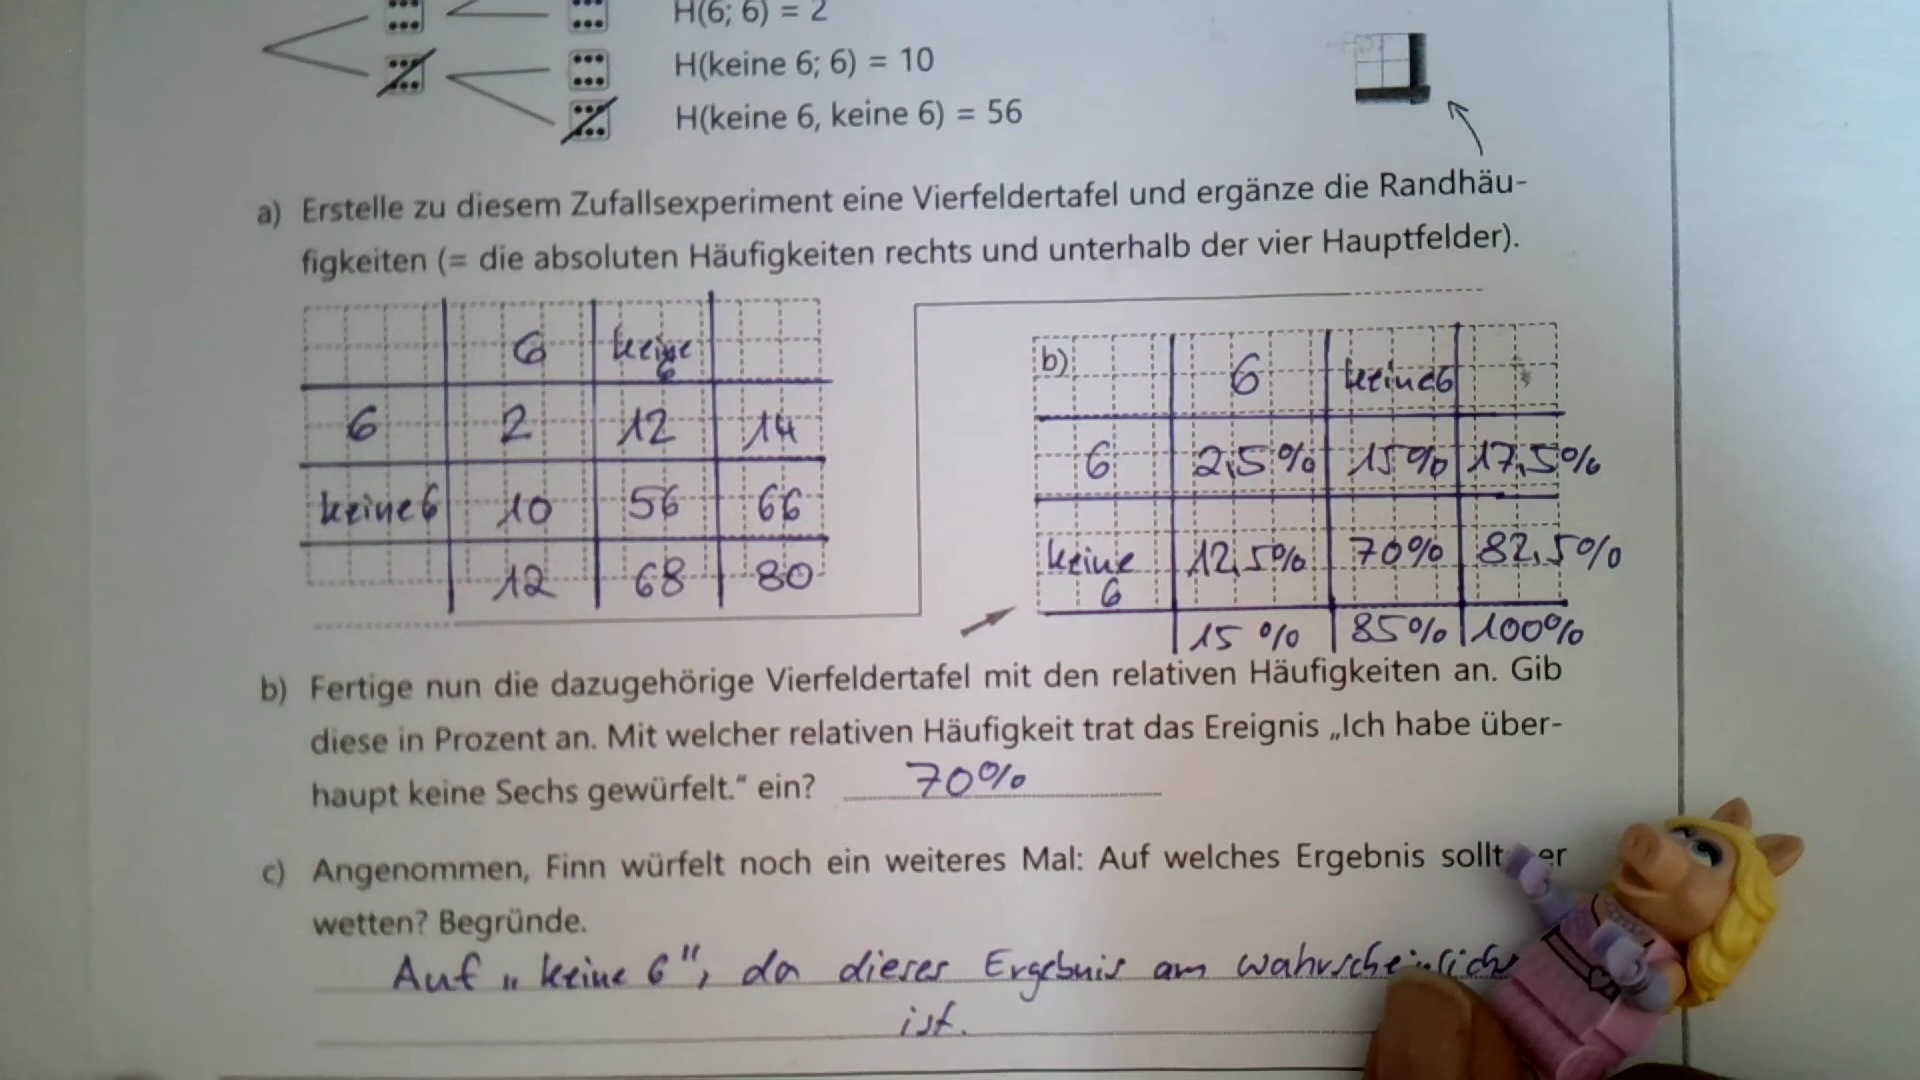 H(6; 6) = 2
H(keine 6; 6) = 10
H(keine 6, keine 6) = 56
a) Erstelle zu diesem Zufallsexperiment eine Vierfeldertafel und ergänze die Randhäu-
figkeiten (= die absoluten Häufigkeiten rechts und unterhalb der vier Hauptfelder).
6 keine 6
6 2 12 14
keine 6 10 56 66
12 68 80
b) 6 keine 6
6 2,5% 15% 17,5%
keine 6 12,5% 70% 82,5%
15% 85% 100%
b) Fertige nun die dazugehörige Vierfeldertafel mit den relativen Häufigkeiten an. Gib
diese in Prozent an. Mit welcher relativen Häufigkeit trat das Ereignis „Ich habe über-
haupt keine Sechs gewürfelt.“ ein? 70%
c) Angenommen, Finn würfelt noch ein weiteres Mal: Auf welches Ergebnis sollt er
wetten? Begründe.
Auf „keine 6", da dieses Ergebnis am wahrscheinlichs
ist.